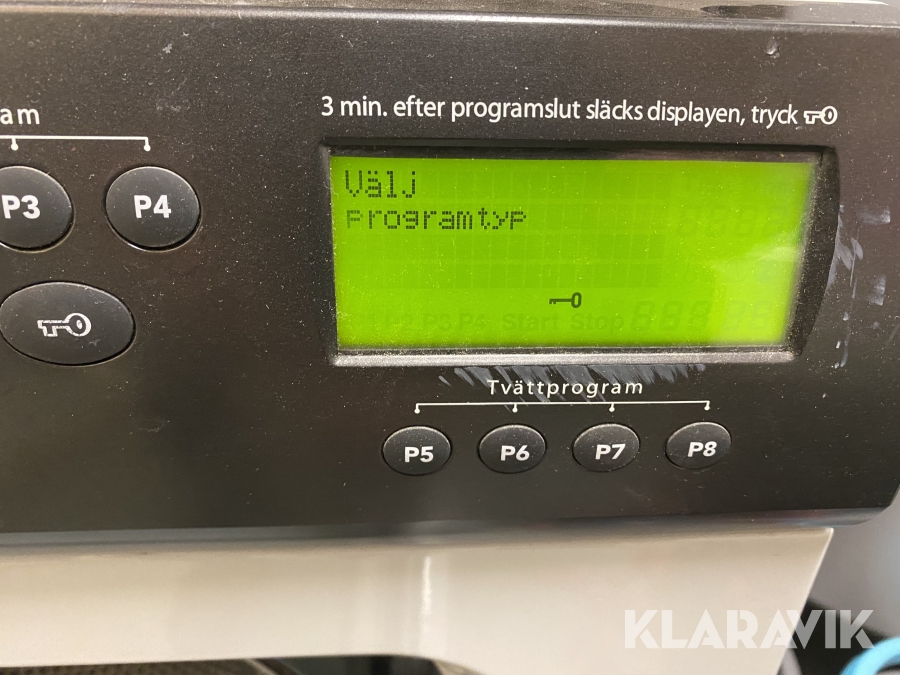 am
3 min. efter programslut släcks displayen, tryck
P3
P4
Välj
programtyp
Tvättprogram
P5
P6
P7
P8
KLARAVIK